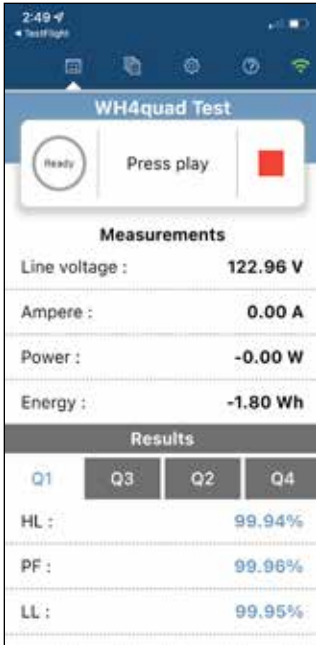 2:49
◀ TestFlight
WH4quad Test
Ready
Press play
Measurements
Line voltage : 122.96 V
Ampere : 0.00 A
Power : -0.00 W
Energy : -1.80 Wh
Results
Q1 Q3 Q2 Q4
HL : 99.94%
PF : 99.96%
LL : 99.95%